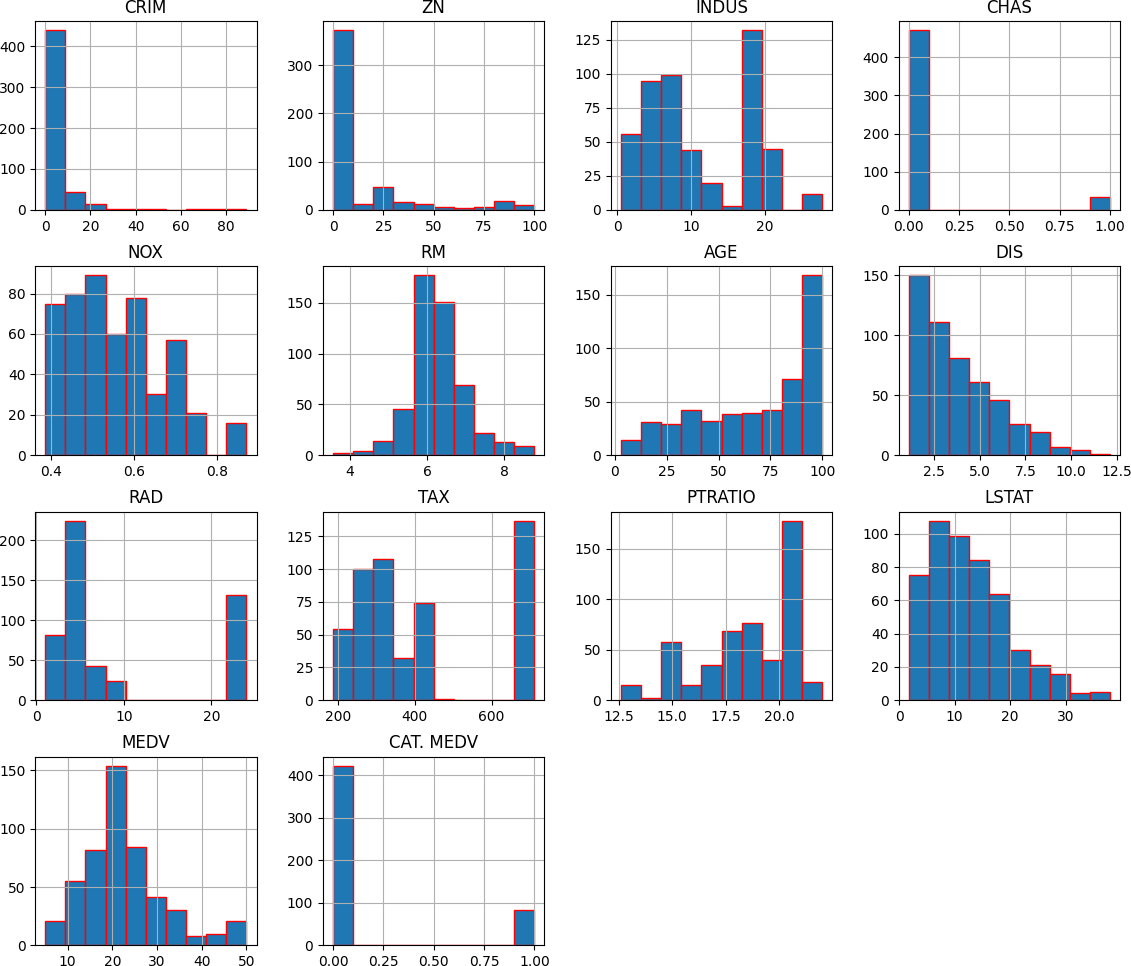 CRIM ZN INDUS CHAS
400 300 200 100 0
0 20 40 60 80
300 200 100 0
0 25 50 75 100
125 100 75 50 25 0
0 10 20
400 300 200 100 0
0.00 0.25 0.50 0.75 1.00
NOX RM AGE DIS
80 60 40 20 0
0.4 0.6 0.8
150 100 50 0
4 6 8
150 100 50 0
0 25 50 75 100
150 100 50 0
2.5 5.0 7.5 10.0 12.5
RAD TAX PTRATIO LSTAT
200 150 100 50 0
0 10 20
125 100 75 50 25 0
200 400 600
150 100 50 0
12.5 15.0 17.5 20.0
100 80 60 40 20 0
0 10 20 30
MEDV CAT. MEDV
150 100 50 0
10 20 30 40 50
400 300 200 100 0
0.00 0.25 0.50 0.75 1.00